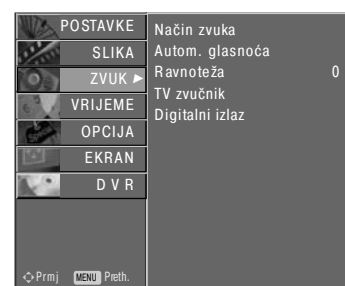 POSTAVKE
SLIKA
ZVUK
VRIJEME
OPCIJA
EKRAN
D V R
Način zvuka
Autom. glasnoća
Ravnoteža 0
TV zvučnik
Digitalni izlaz
Prmj MENU Preth.